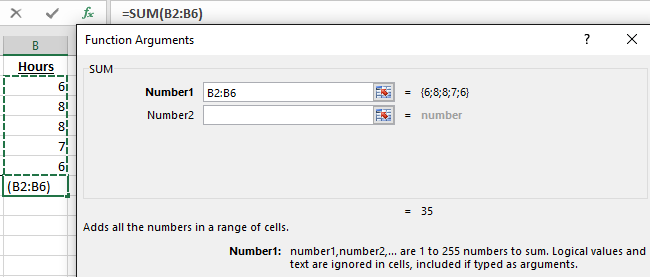 fx =SUM(B2:B6)
B
Hours
6
8
8
7
6
(B2:B6)
Function Arguments ?
SUM
Number1 B2:B6 = {6;8;8;7;6}
Number2 = number
= 35
Adds all the numbers in a range of cells.
Number1: number1,number2,... are 1 to 255 numbers to sum. Logical values and
text are ignored in cells, included if typed as arguments.